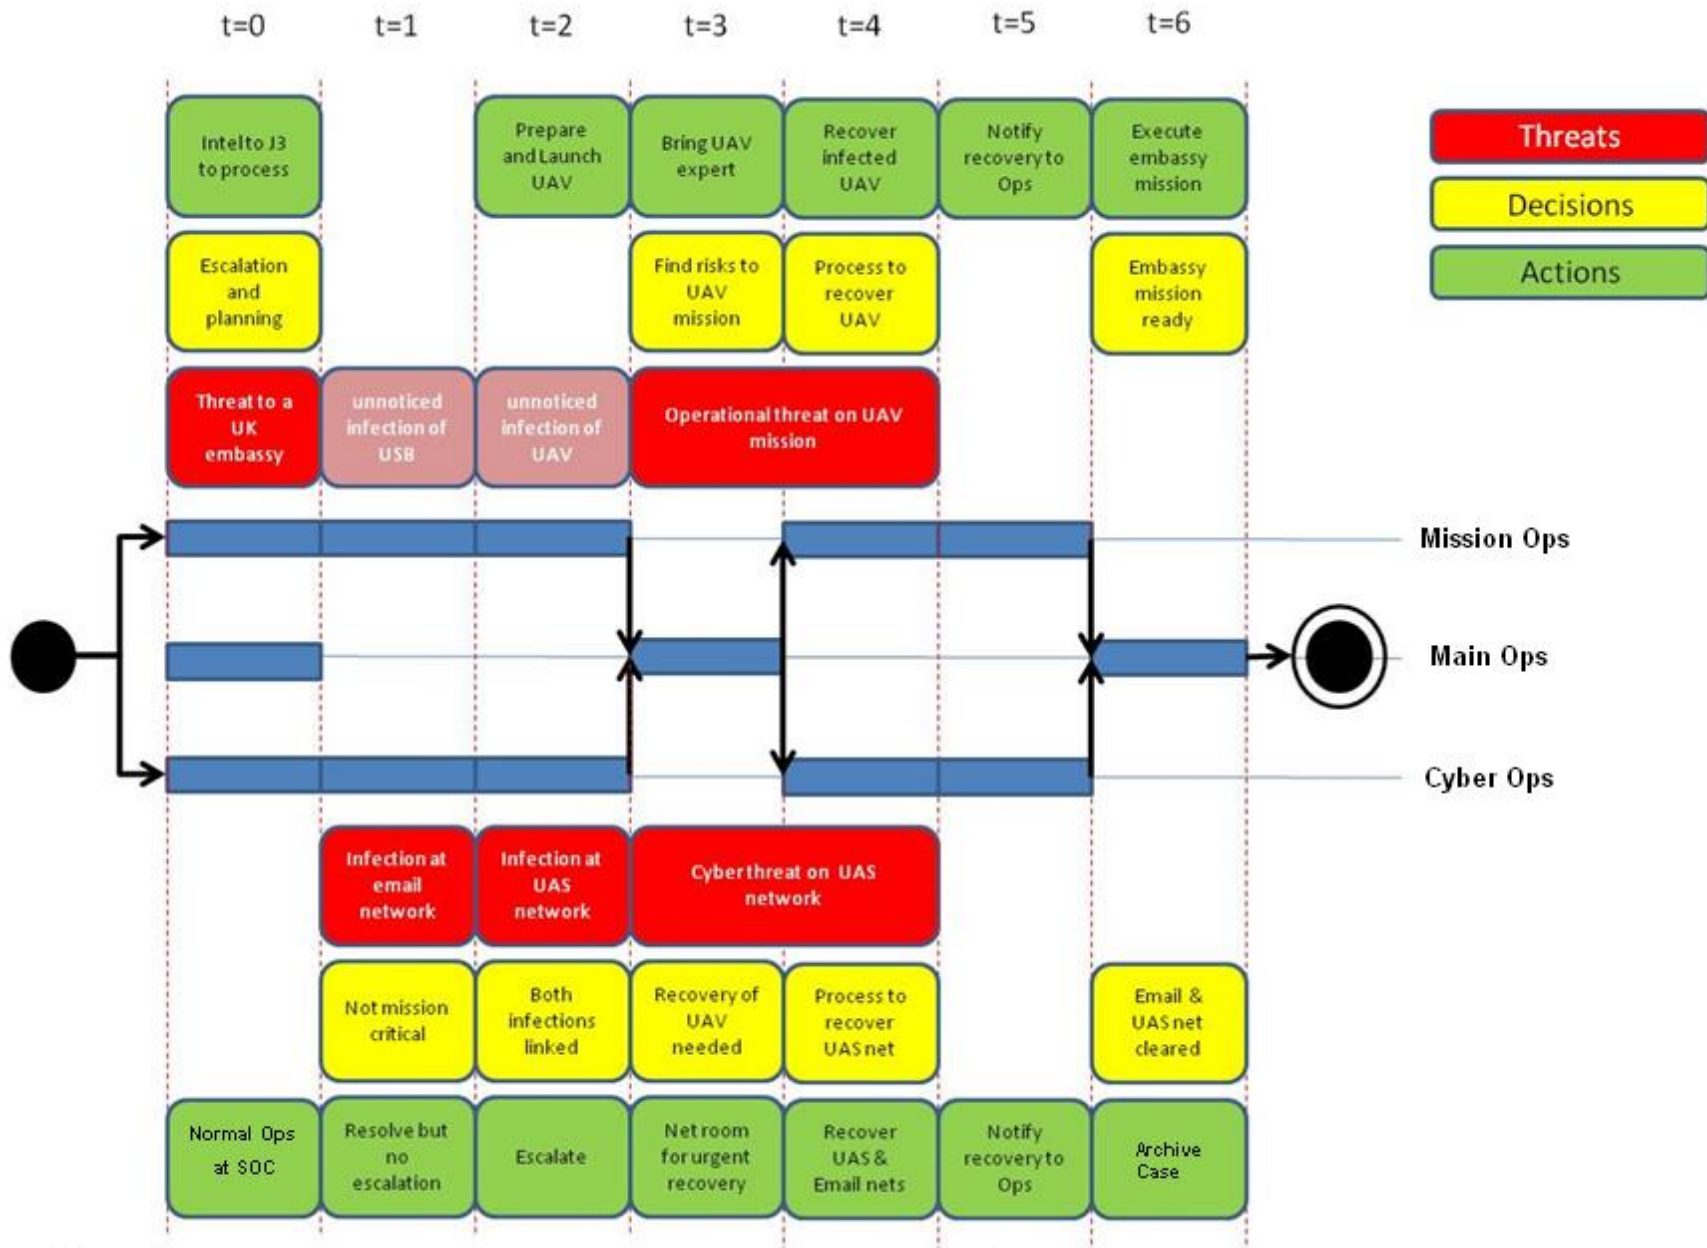 t=0
t=1
t=2
t=3
t=4
t=5
t=6
Intel to J3
to process
Prepare
and Launch
UAV
Bring UAV
expert
Recover
infected
UAV
Notify
recovery to
Ops
Execute
embassy
mission
Threats
Decisions
Actions
Escalation
and
planning
Find risks to
UAV
mission
Process to
recover
UAV
Embassy
mission
ready
Threat to a
UK
embassy
unnoticed
infection of
USB
unnoticed
infection of
UAV
Operational threat on UAV
mission
Mission Ops
Main Ops
Cyber Ops
Infection at
email
network
Infection at
UAS
network
Cyber threat on UAS
network
Not mission
critical
Both
infections
linked
Recovery of
UAV
needed
Process to
recover
UAS net
Email &
UAS net
cleared
Normal Ops
at SOC
Resolve but
no
escalation
Escalate
Net room
for urgent
recovery
Recover
UAS &
Email nets
Notify
recovery to
Ops
Archive
Case